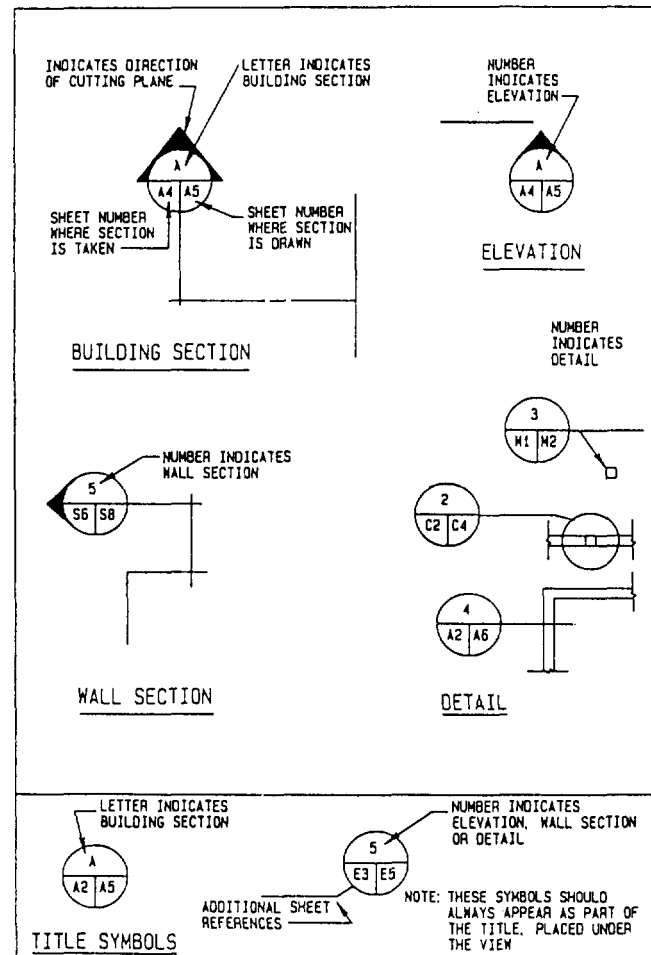 INDICATES DIRECTION
OF CUTTING PLANE
LETTER INDICATES
BUILDING SECTION
A
A4 A5
SHEET NUMBER
WHERE SECTION
IS TAKEN
SHEET NUMBER
WHERE SECTION
IS DRAWN
BUILDING SECTION
NUMBER
INDICATES
ELEVATION
A
A4 A5
ELEVATION
NUMBER
INDICATES
DETAIL
3
M1 M2
2
C2 C4
4
A2 A6
DETAIL
NUMBER INDICATES
WALL SECTION
5
S6 S8
WALL SECTION
LETTER INDICATES
BUILDING SECTION
A
A2 A5
TITLE SYMBOLS
NUMBER INDICATES
ELEVATION, WALL SECTION
OR DETAIL
5
E3 E5
ADDITIONAL SHEET
REFERENCES
NOTE: THESE SYMBOLS SHOULD
ALWAYS APPEAR AS PART OF
THE TITLE, PLACED UNDER
THE VIEW